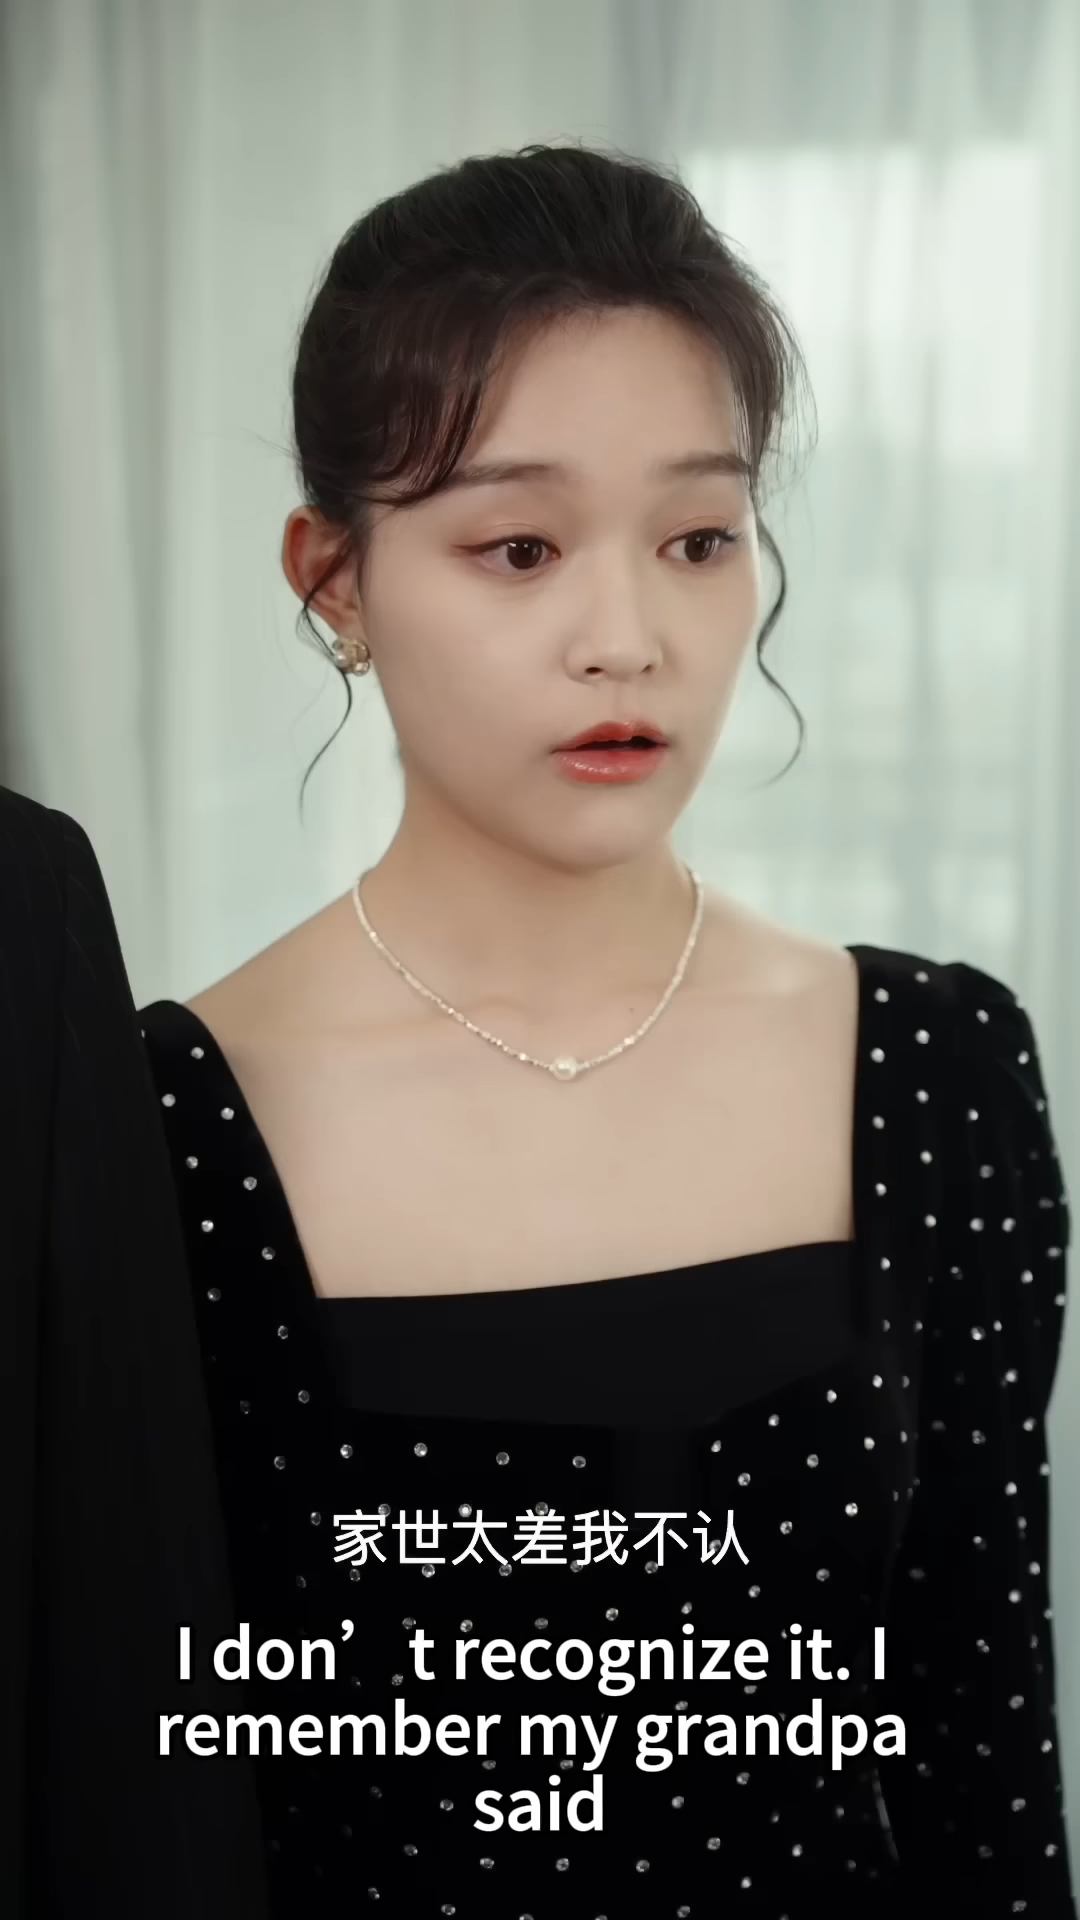 家世太差我不认
I don’t recognize it. I
remember my grandpa
said